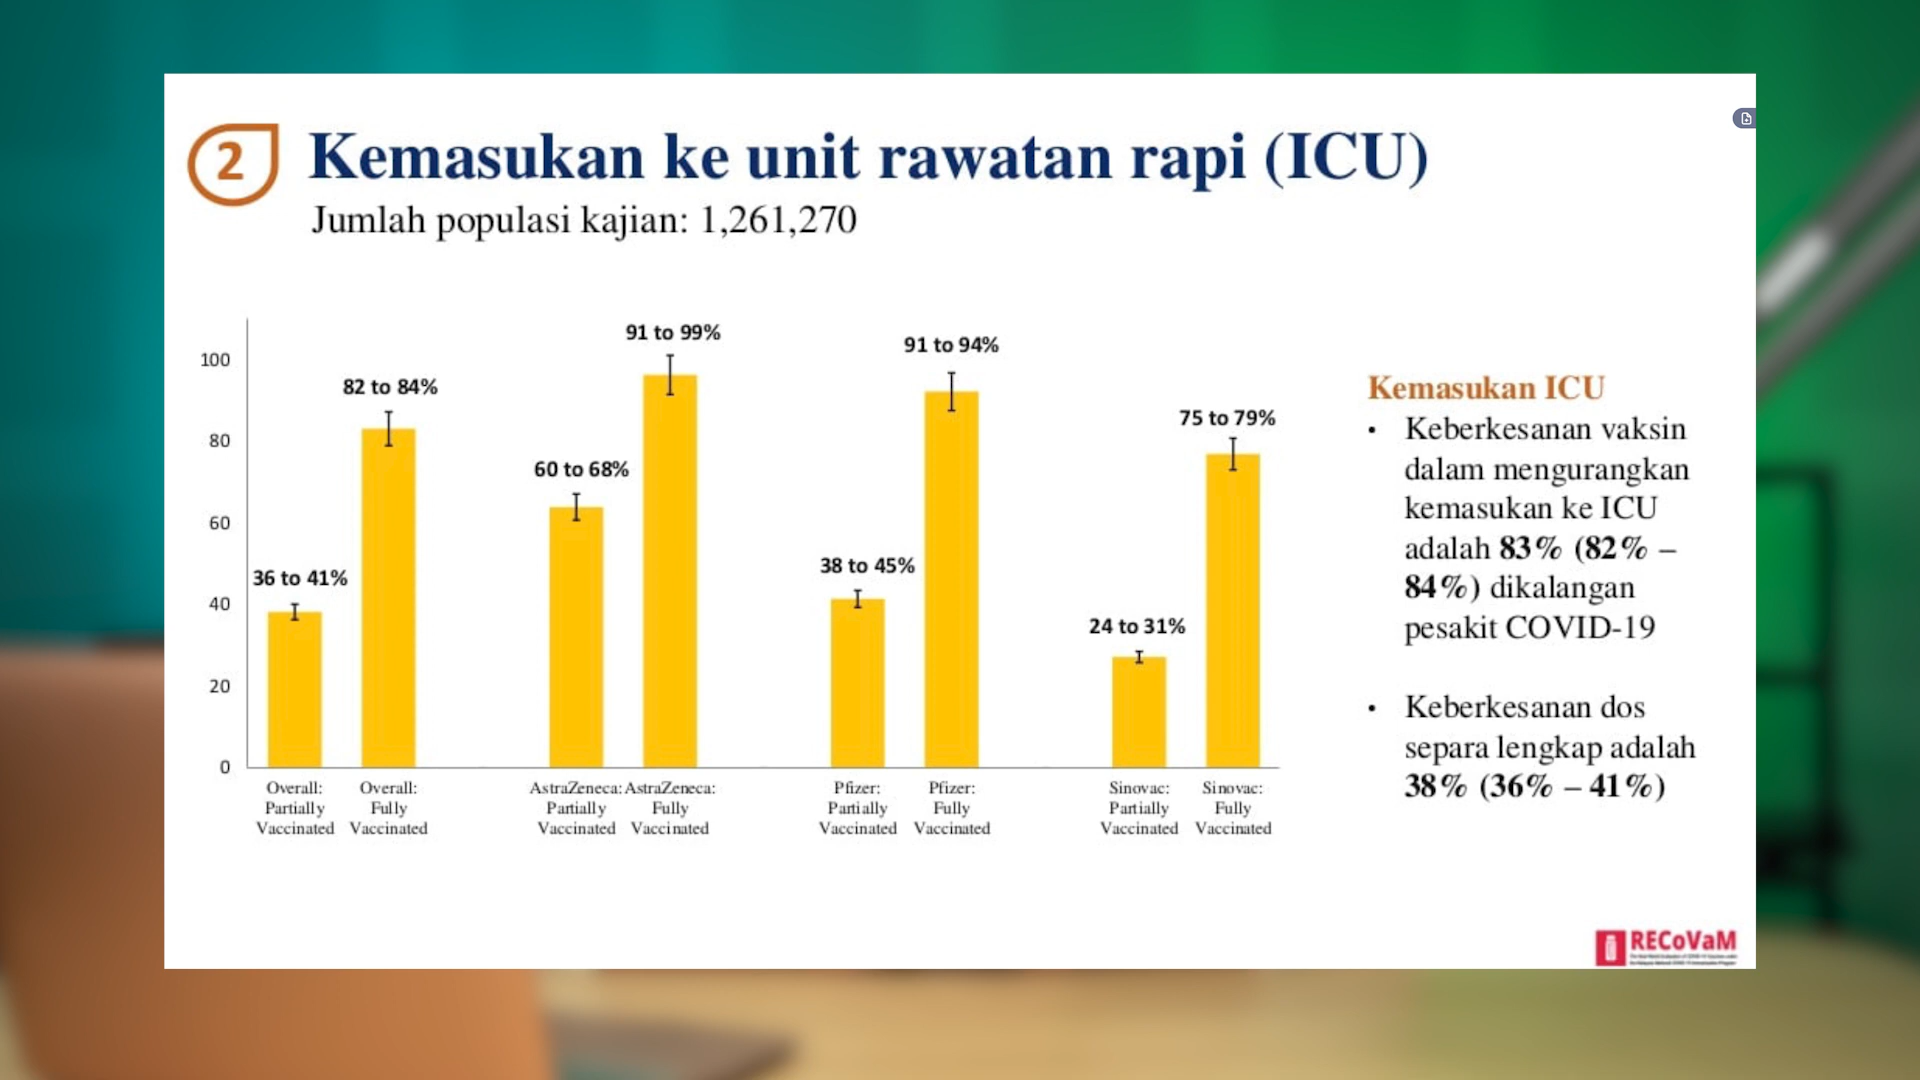 2
Kemasukan ke unit rawatan rapi (ICU)
Jumlah populasi kajian: 1,261,270
100
80
60
40
20
0
36 to 41%
82 to 84%
60 to 68%
91 to 99%
38 to 45%
91 to 94%
24 to 31%
75 to 79%
Overall:
Partially
Vaccinated
Overall:
Fully
Vaccinated
AstraZeneca:
Partially
Vaccinated
AstraZeneca:
Fully
Vaccinated
Pfizer:
Partially
Vaccinated
Pfizer:
Fully
Vaccinated
Sinovac:
Partially
Vaccinated
Sinovac:
Fully
Vaccinated
Kemasukan ICU
• Keberkesanan vaksin
dalam mengurangkan
kemasukan ke ICU
adalah 83% (82% –
84%) dikalangan
pesakit COVID-19
• Keberkesanan dos
separa lengkap adalah
38% (36% – 41%)
RECoVaM